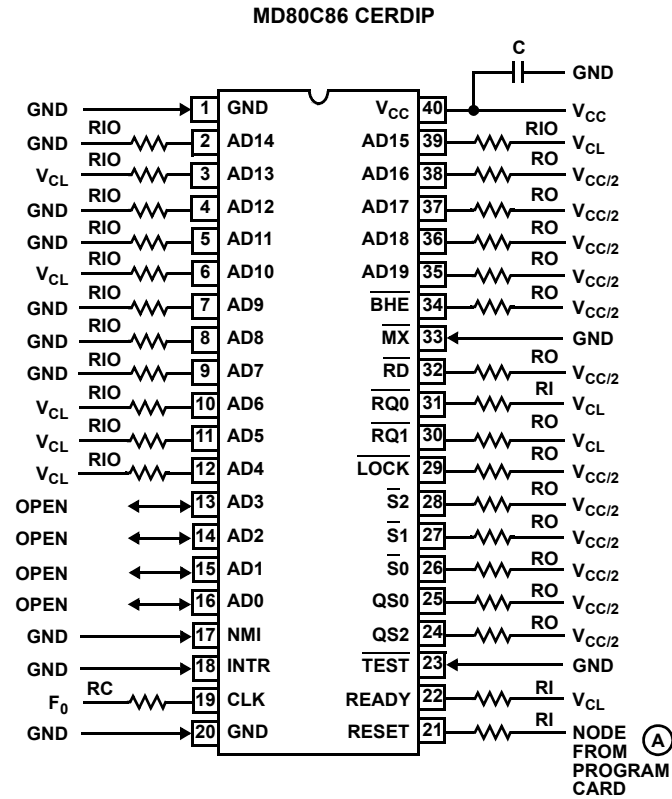 MD80C86 CERDIP
C
GND
GND 1 GND VCC 40 VCC
GND RIO 2 AD14 AD15 39 RIO VCL
VCL RIO 3 AD13 AD16 38 RO VCC/2
GND RIO 4 AD12 AD17 37 RO VCC/2
GND RIO 5 AD11 AD18 36 RO VCC/2
VCL RIO 6 AD10 AD19 35 RO VCC/2
GND RIO 7 AD9 BHE 34 RO VCC/2
GND RIO 8 AD8 MX 33 GND
GND RIO 9 AD7 RD 32 RO VCC/2
VCL RIO 10 AD6 RQ0 31 RI VCL
VCL RIO 11 AD5 RQ1 30 RO VCL
VCL RIO 12 AD4 LOCK 29 RO VCC/2
OPEN 13 AD3 S2 28 RO VCC/2
OPEN 14 AD2 S1 27 RO VCC/2
OPEN 15 AD1 S0 26 RO VCC/2
OPEN 16 AD0 QS0 25 RO VCC/2
GND 17 NMI QS2 24 RO VCC/2
GND 18 INTR TEST 23 GND
F0 RC 19 CLK READY 22 RI VCL
GND 20 GND RESET 21 RI NODE A
FROM
PROGRAM
CARD